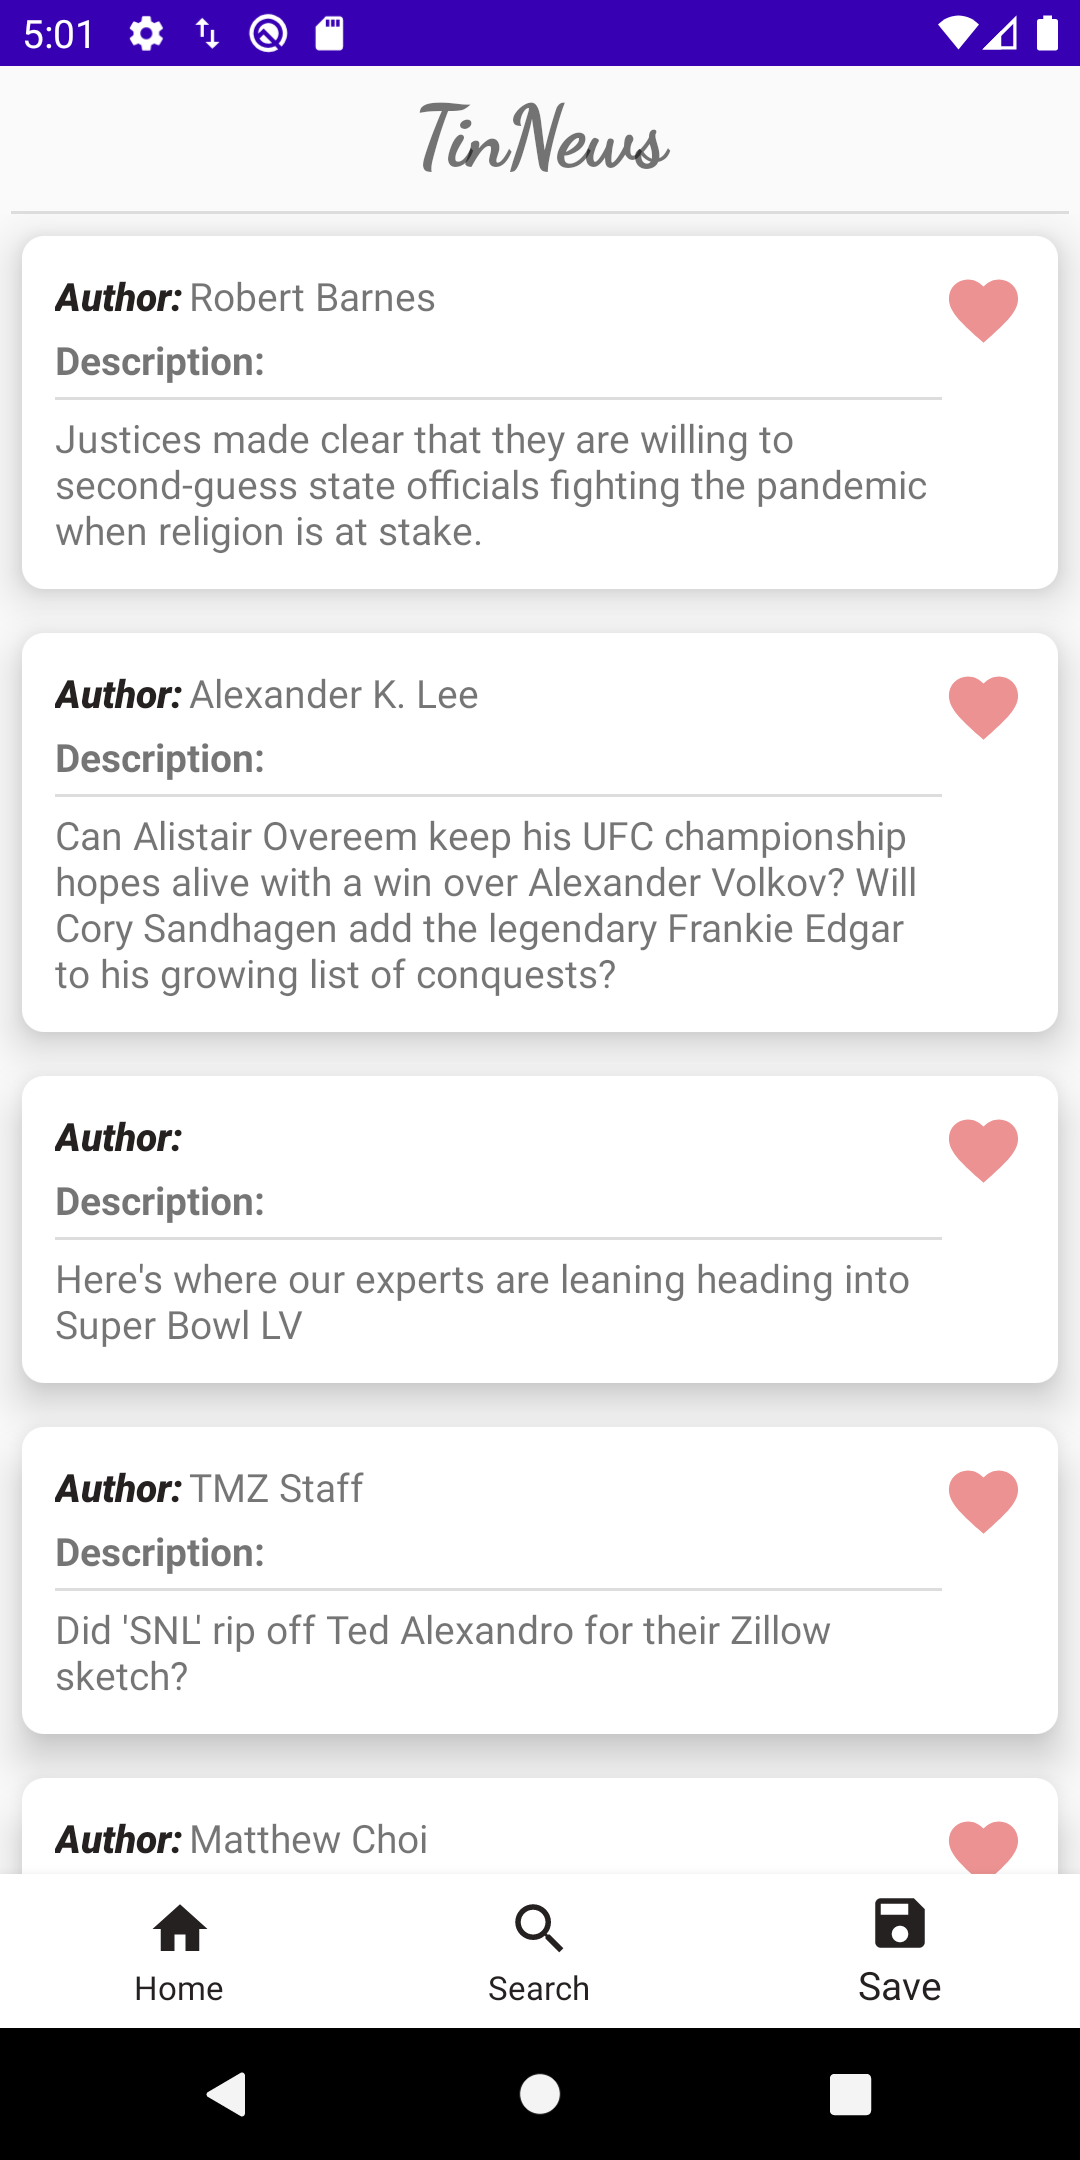 5:01
TinNews
Author: Robert Barnes
Description:
Justices made clear that they are willing to
second-guess state officials fighting the pandemic
when religion is at stake.
Author: Alexander K. Lee
Description:
Can Alistair Overeem keep his UFC championship
hopes alive with a win over Alexander Volkov? Will
Cory Sandhagen add the legendary Frankie Edgar
to his growing list of conquests?
Author:
Description:
Here's where our experts are leaning heading into
Super Bowl LV
Author: TMZ Staff
Description:
Did 'SNL' rip off Ted Alexandro for their Zillow
sketch?
Author: Matthew Choi
Home
Search
Save